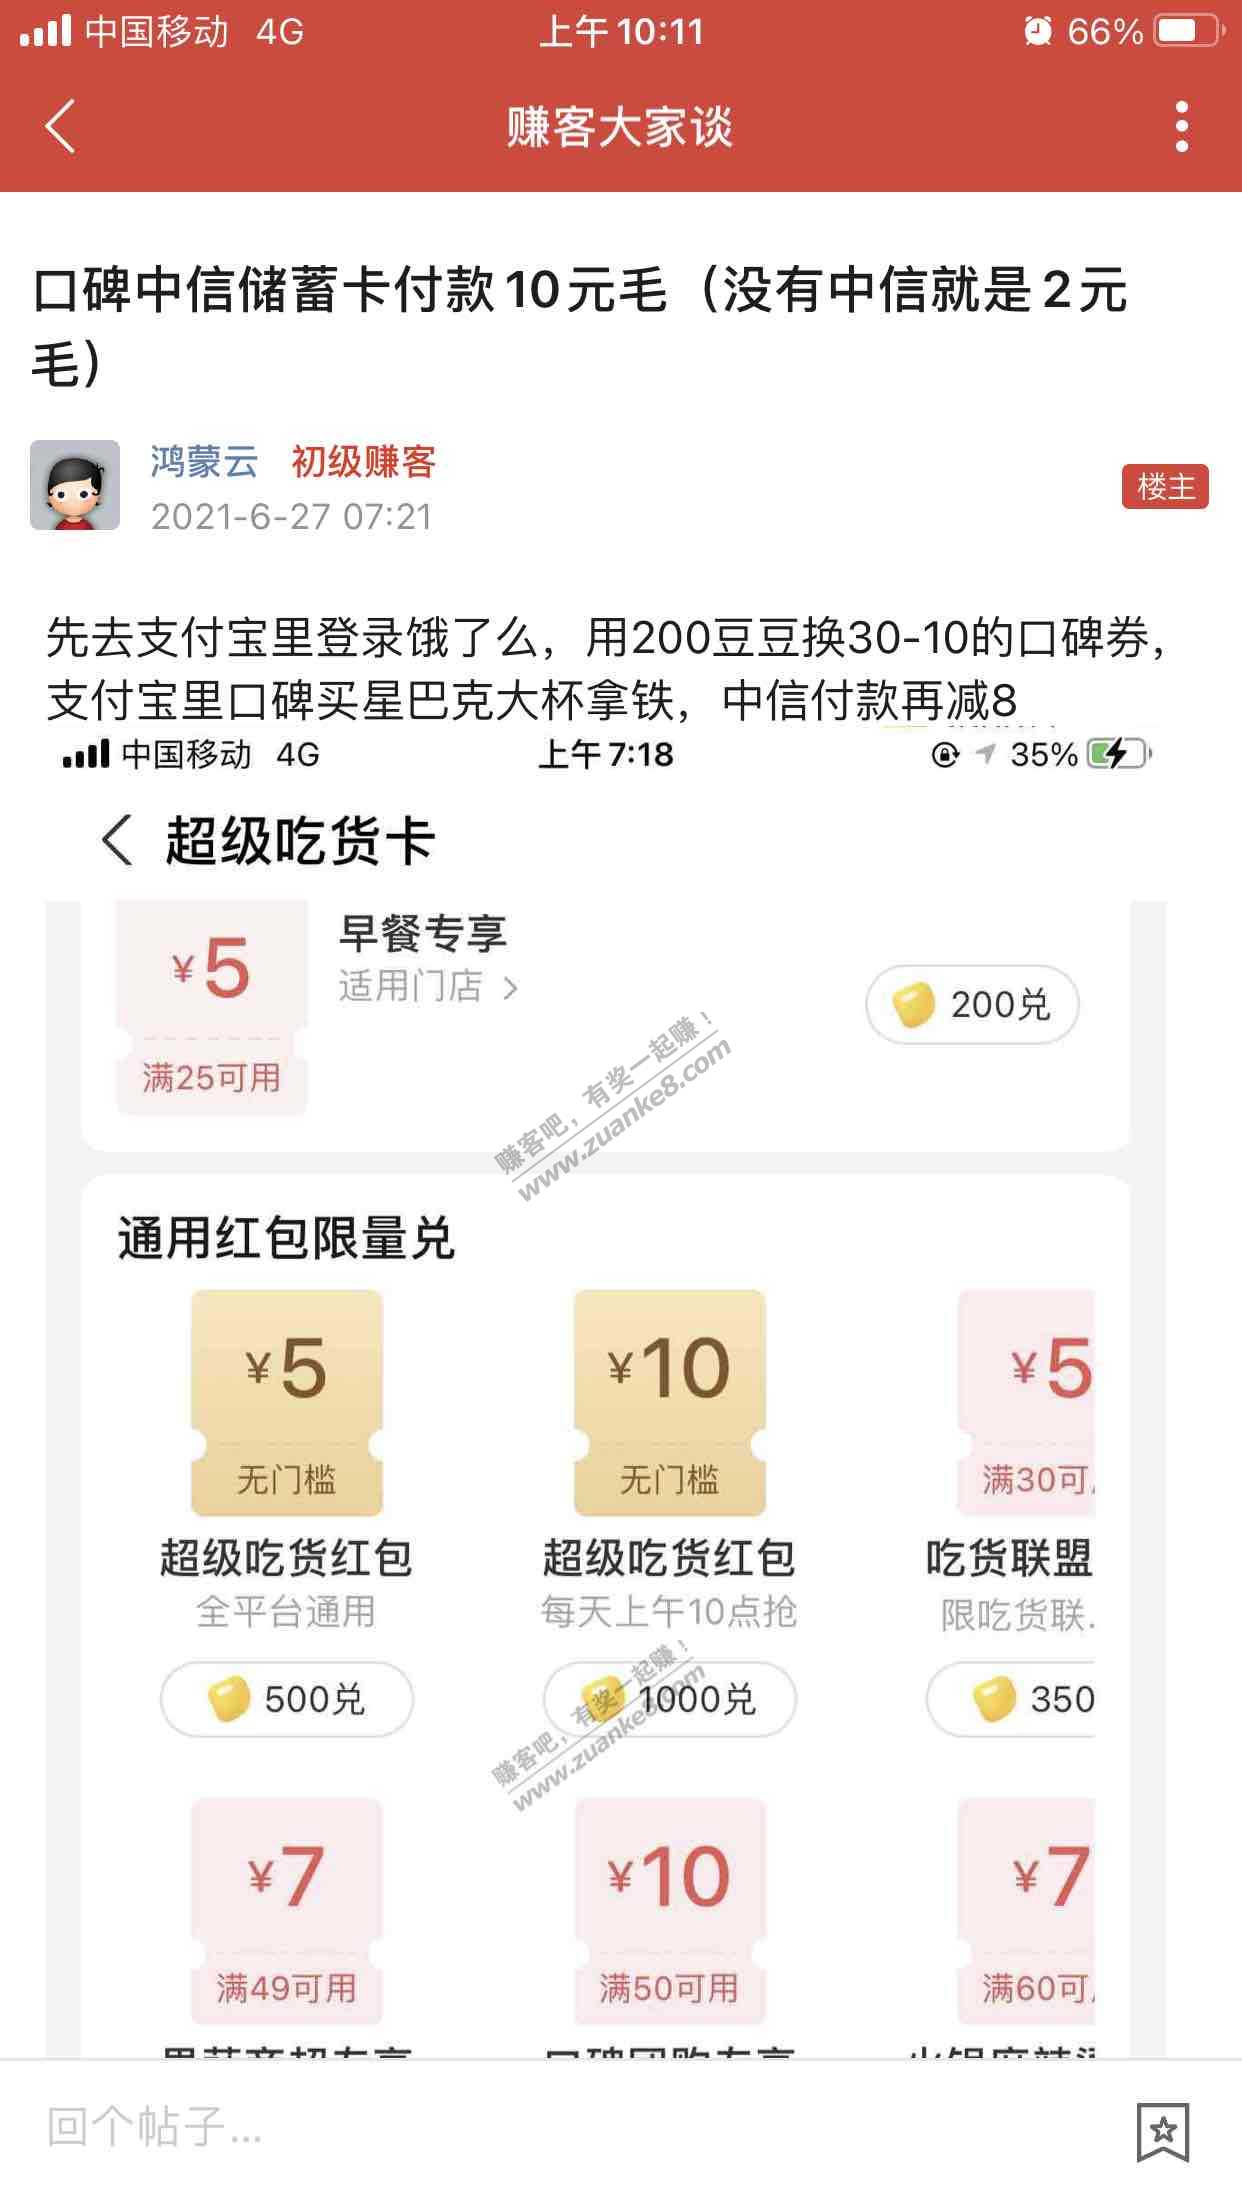 中国移动 4G 上午10:11 66%
赚客大家谈
口碑中信储蓄卡付款10元毛（没有中信就是2元
毛）
鸿蒙云 初级赚客
2021-6-27 07:21
楼主
先去支付宝里登录饿了么，用200豆豆换30-10的口碑券，
支付宝里口碑买星巴克大杯拿铁，中信付款再减8
中国移动 4G 上午7:18 35%
超级吃货卡
¥5
满25可用
早餐专享
适用门店 >
200兑
赚客吧，有奖一起赚！
www.zuanke8.com
通用红包限量兑
¥5 ¥10 ¥5
无门槛 无门槛 满30可
超级吃货红包 超级吃货红包 吃货联盟
全平台通用 每天上午10点抢 限吃货联.
500兑 1000兑 350
赚客吧，有奖一起赚！
www.zuanke8.com
¥7 ¥10 ¥7
满49可用 满50可用 满60可
回个帖子...